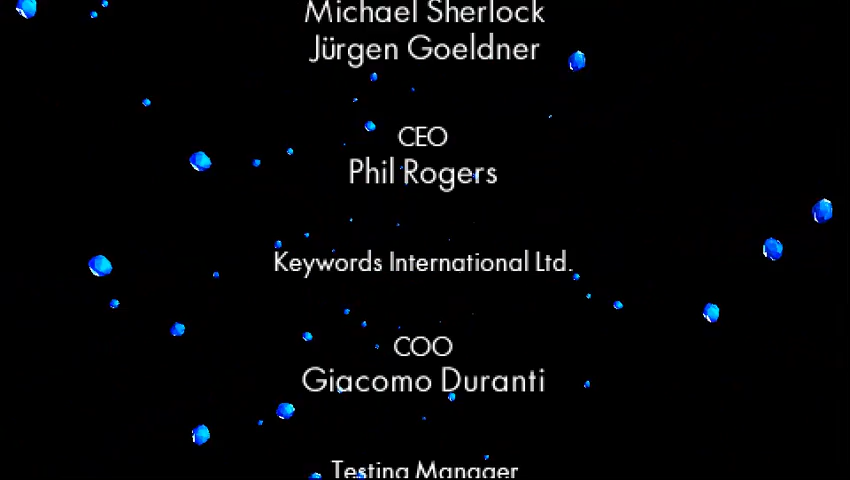 Michael Sherlock
Jürgen Goeldner
CEO
Phil Rogers
Keywords International Ltd.
COO
Giacomo Duranti
Testing Manager